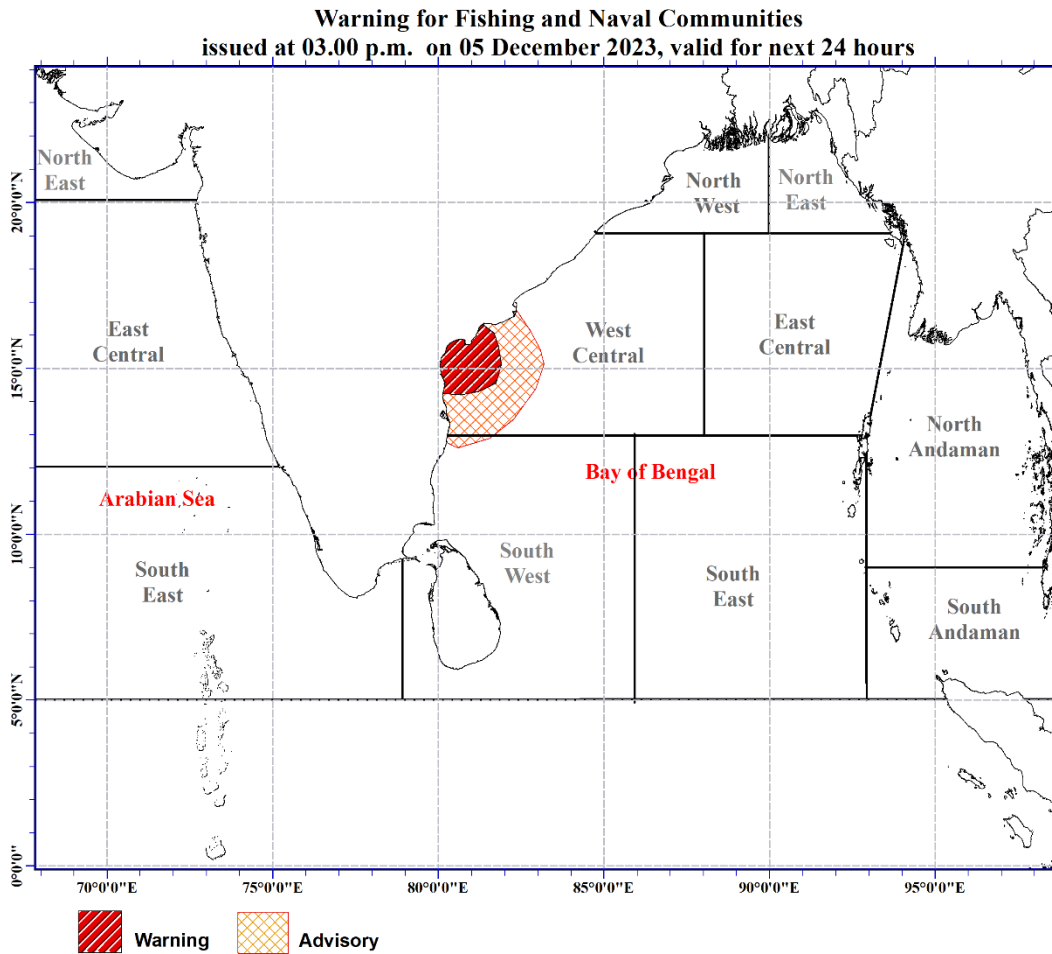 Warning for Fishing and Naval Communities
issued at 03.00 p.m. on 05 December 2023, valid for next 24 hours
North
East
North
West
North
East
East
Central
West
Central
East
Central
North
Andaman
Arabian Sea
Bay of Bengal
South
East
South
West
South
East
South
Andaman
20°0'0"N
15°0'0"N
10°0'0"N
5°0'0"N
0°0'0"
70°0'0"E
75°0'0"E
80°0'0"E
85°0'0"E
90°0'0"E
95°0'0"E
Warning
Advisory